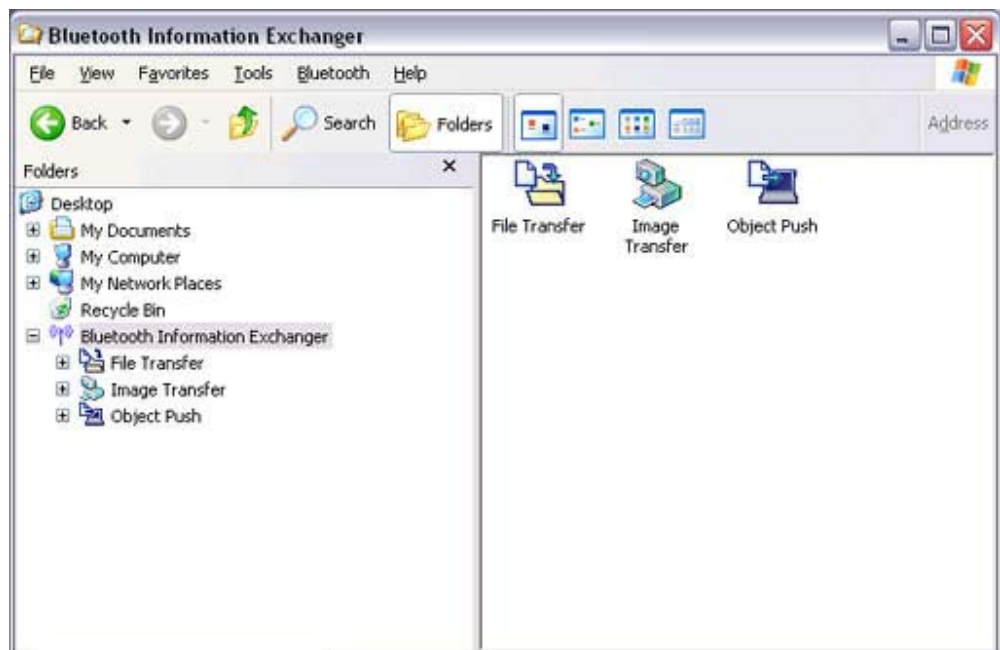 Bluetooth Information Exchanger
File View Favorites Tools Bluetooth Help
Back Search Folders Address
Folders
Desktop
My Documents
My Computer
My Network Places
Recycle Bin
Bluetooth Information Exchanger
File Transfer
Image Transfer
Object Push
File Transfer
Image
Transfer
Object Push